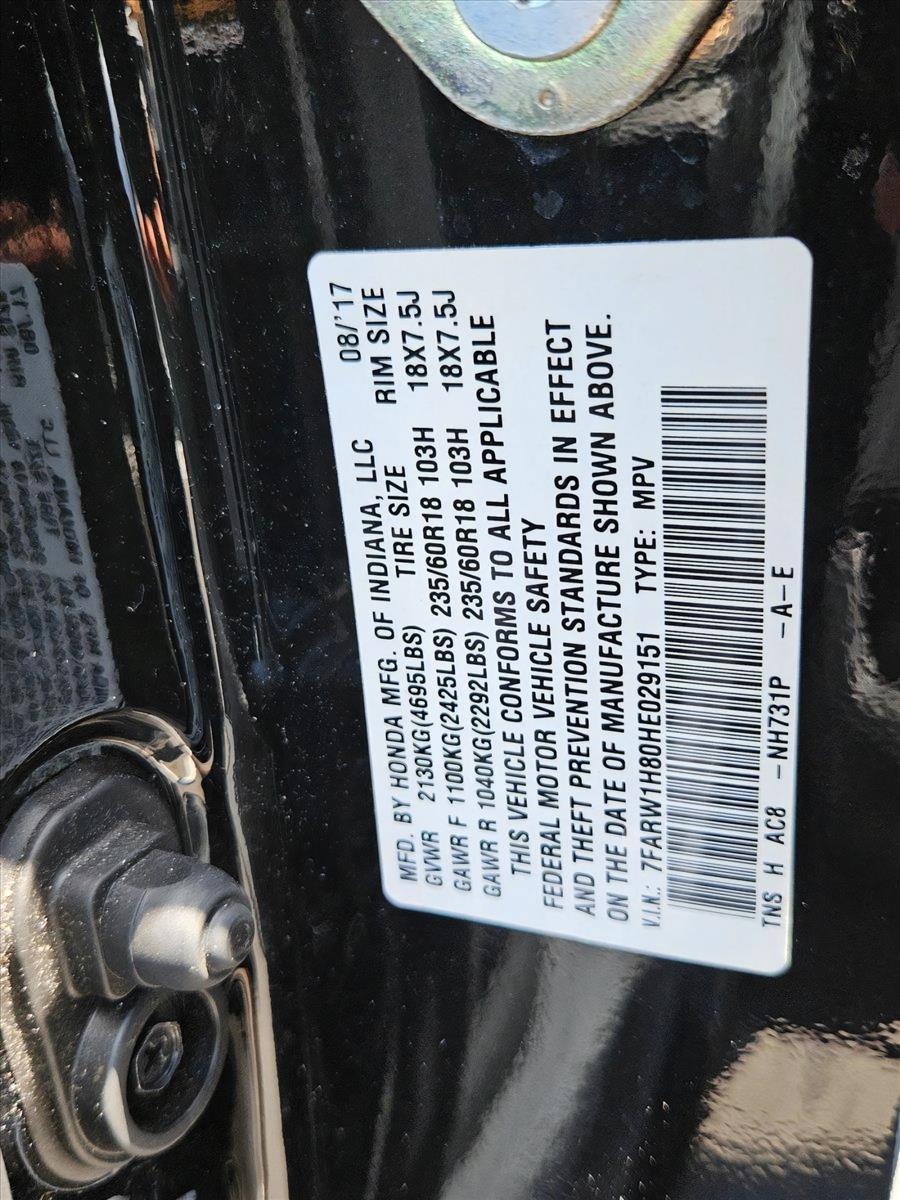 MFD. BY HONDA MFG. OF INDIANA, LLC 08/'17
GVWR 2130KG(4695LBS) TIRE SIZE RIM SIZE
GAWR F 1100KG(2425LBS) 235/60R18 103H 18X7.5J
GAWR R 1040KG(2292LBS) 235/60R18 103H 18X7.5J
THIS VEHICLE CONFORMS TO ALL APPLICABLE
FEDERAL MOTOR VEHICLE SAFETY
AND THEFT PREVENTION STANDARDS IN EFFECT
ON THE DATE OF MANUFACTURE SHOWN ABOVE.
V.I.N.: 7FARW1H80HE029151 TYPE: MPV
TNS H AC8 -NH731P -A-E